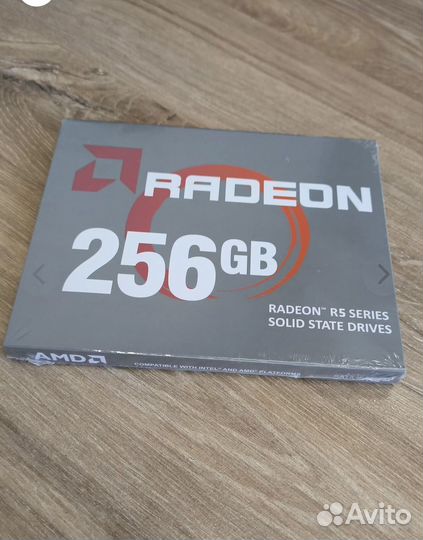 RADEON
256GB
RADEON™ R5 SERIES
SOLID STATE DRIVES
AMD
COMPATIBLE WITH INTEL® AND AMD® PLATFORMS
Avito